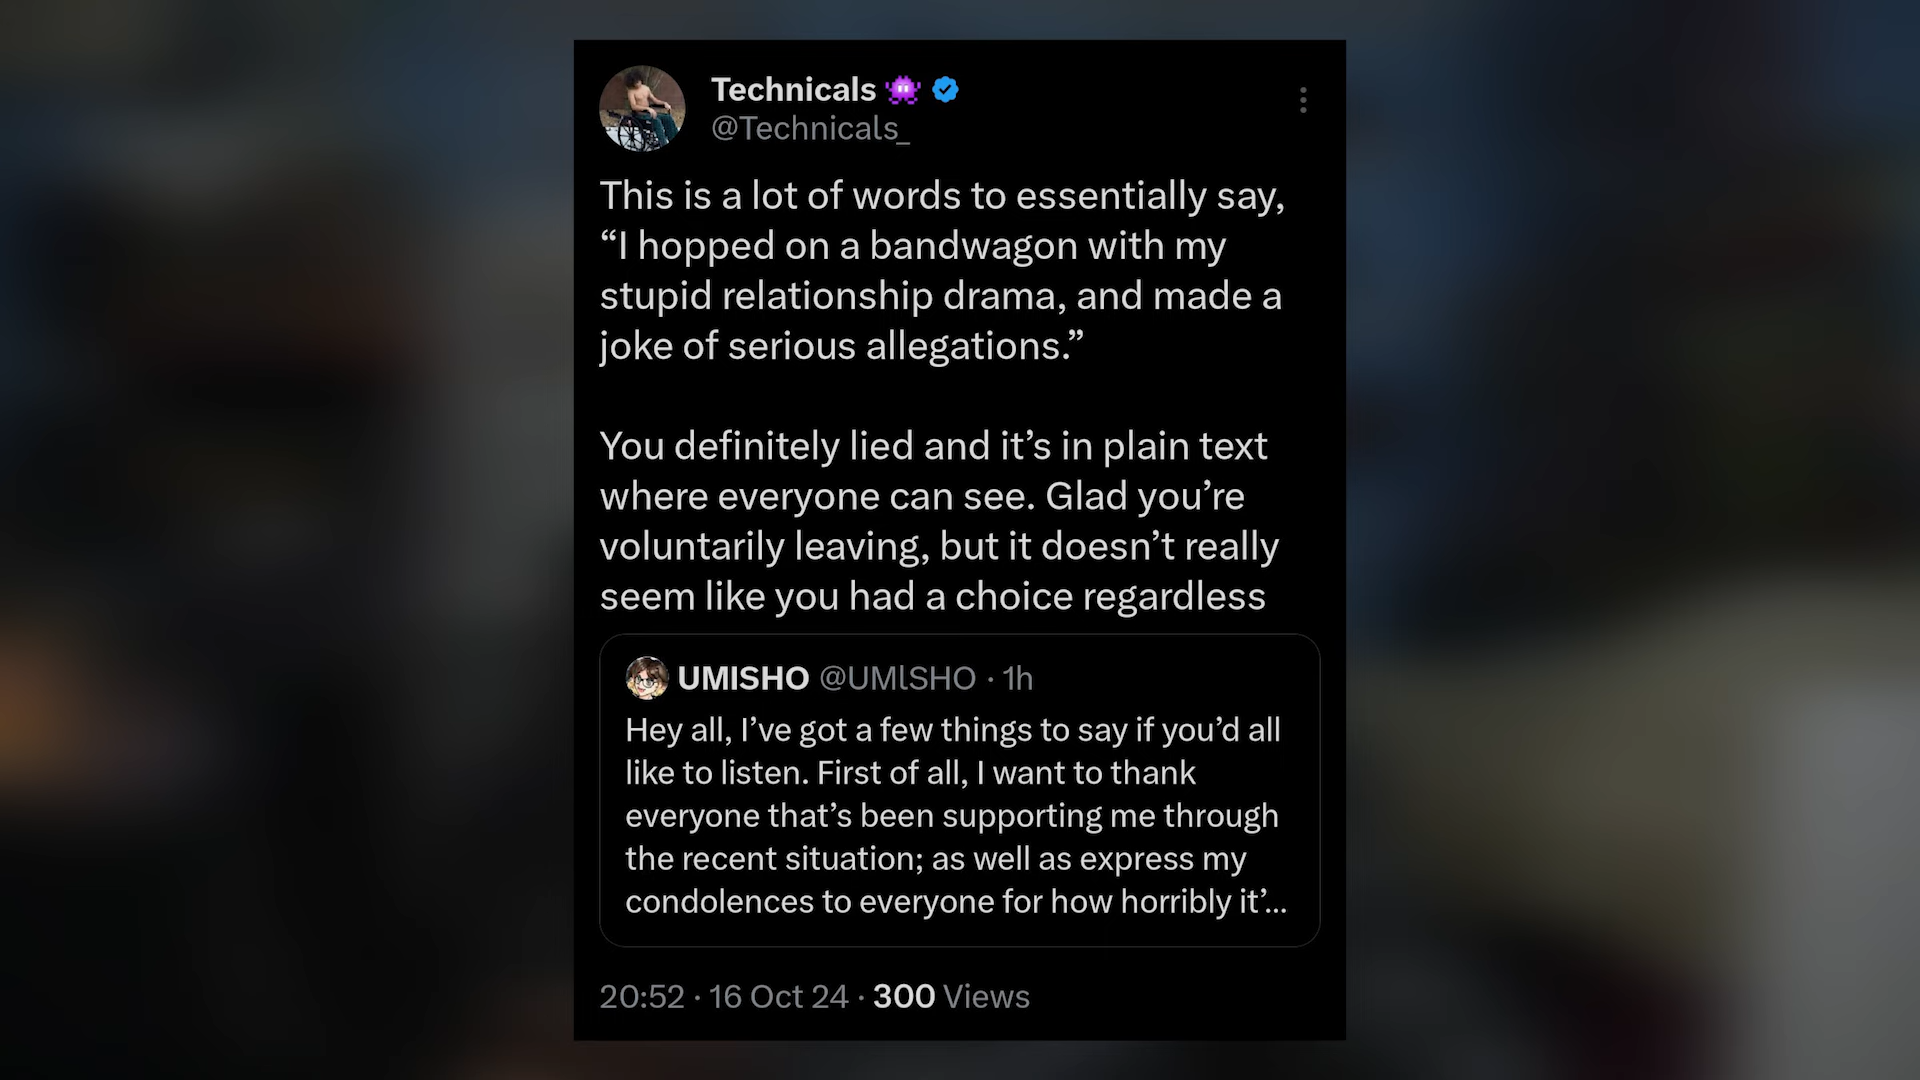 Technicals 👾
@Technicals_
This is a lot of words to essentially say,
“I hopped on a bandwagon with my
stupid relationship drama, and made a
joke of serious allegations.”
You definitely lied and it’s in plain text
where everyone can see. Glad you’re
voluntarily leaving, but it doesn’t really
seem like you had a choice regardless
UMISHO @UMlSHO · 1h
Hey all, I’ve got a few things to say if you’d all
like to listen. First of all, I want to thank
everyone that’s been supporting me through
the recent situation; as well as express my
condolences to everyone for how horribly it’...
20:52 · 16 Oct 24 · 300 Views